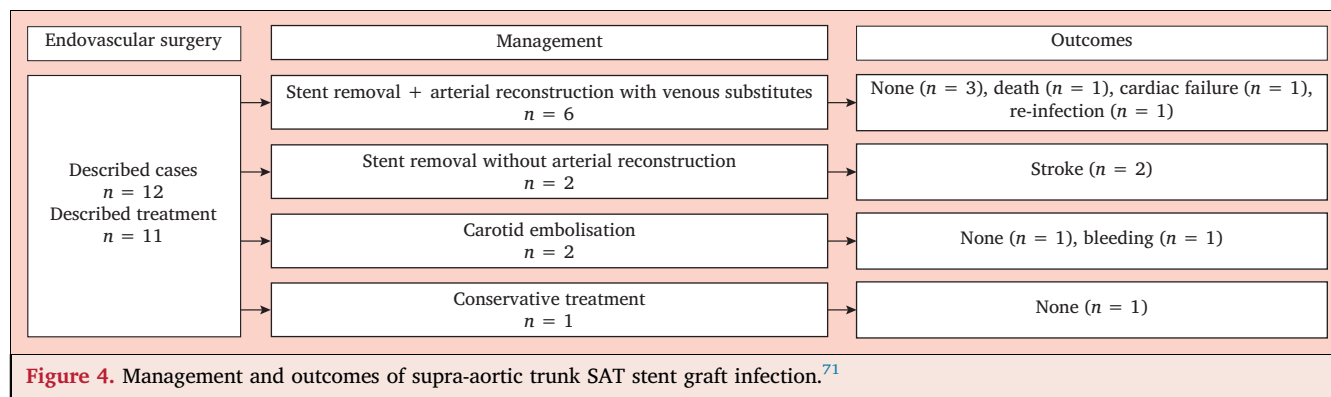 Endovascular surgery
Management
Outcomes
Described cases
n = 12
Described treatment
n = 11
Stent removal + arterial reconstruction with venous substitutes
n = 6
None (n = 3), death (n = 1), cardiac failure (n = 1),
re-infection (n = 1)
Stent removal without arterial reconstruction
n = 2
Stroke (n = 2)
Carotid embolisation
n = 2
None (n = 1), bleeding (n = 1)
Conservative treatment
n = 1
None (n = 1)
Figure 4. Management and outcomes of supra-aortic trunk SAT stent graft infection.71